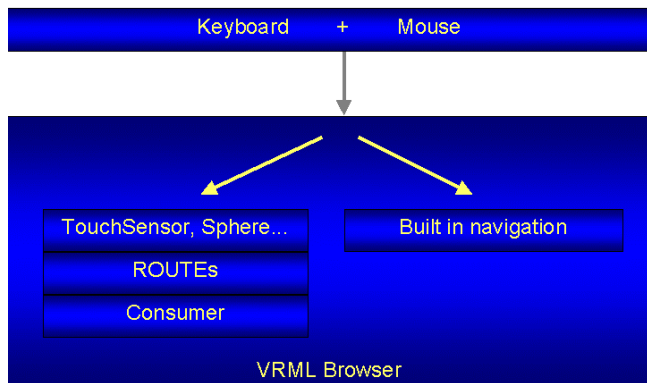 Keyboard + Mouse
TouchSensor, Sphere...
Built in navigation
ROUTEs
Consumer
VRML Browser